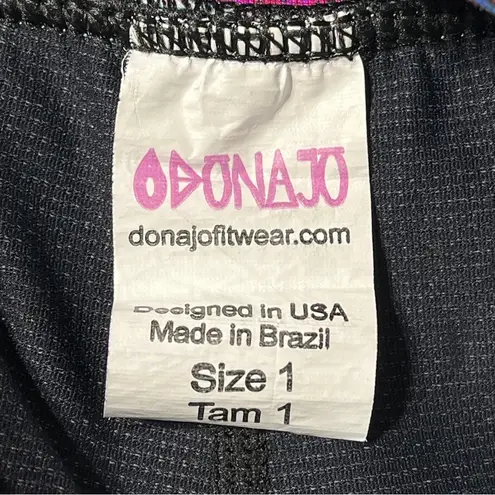 DONAJO
donajofitwear.com
Designed in USA
Made in Brazil
Size 1
Tam 1